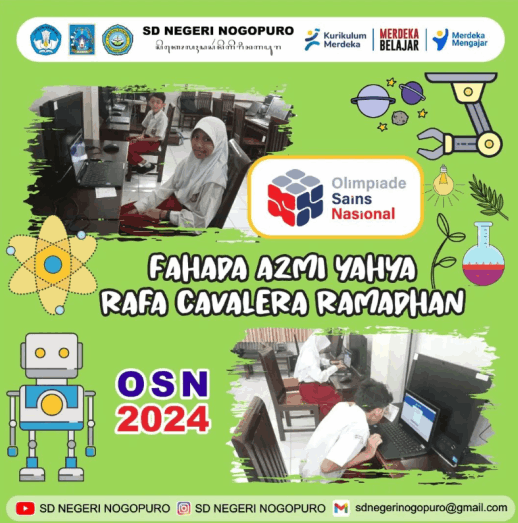 SD NEGERI NOGOPURO
Kurikulum
Merdeka
MERDEKA
BELAJAR
Merdeka
Mengajar
Olimpiade
Sains
Nasional
FAHADA AZMI YAHYA
RAFA CAVALERA RAMADHAN
OSN
2024
SD NEGERI NOGOPURO SD NEGERI NOGOPURO sdnegerinogopuro@gmail.com